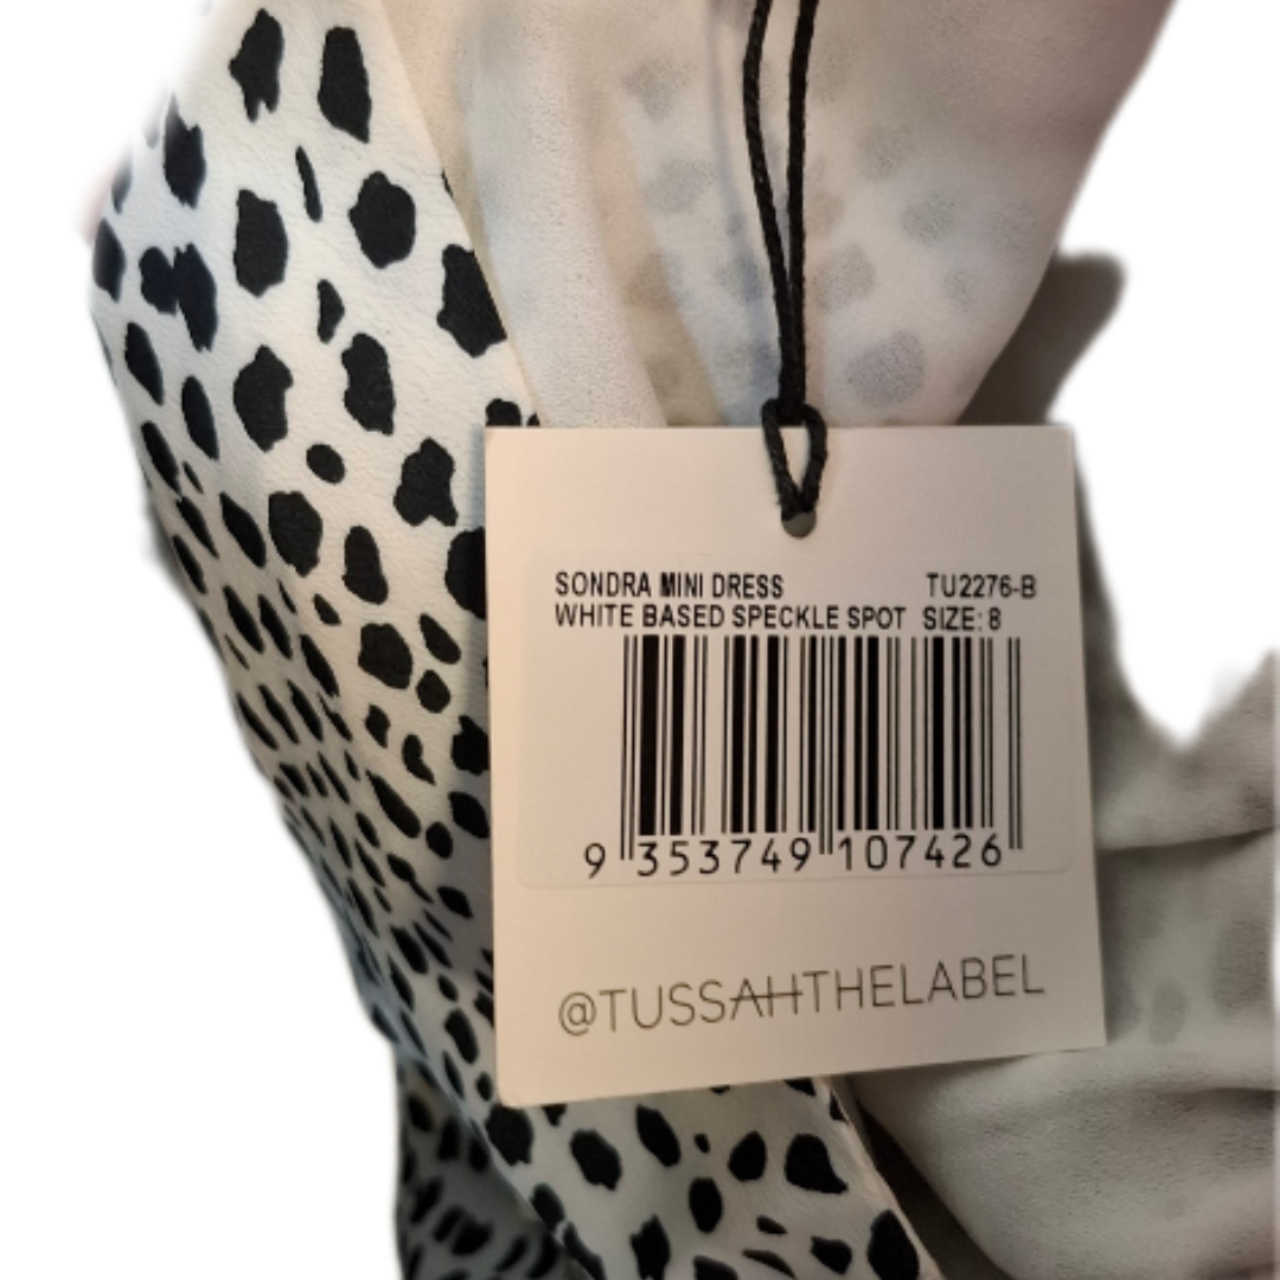 SONDRA MINI DRESS TU2276-B
WHITE BASED SPECKLE SPOT SIZE: 8
9 353749 107426
@TUSSAHTHELABEL